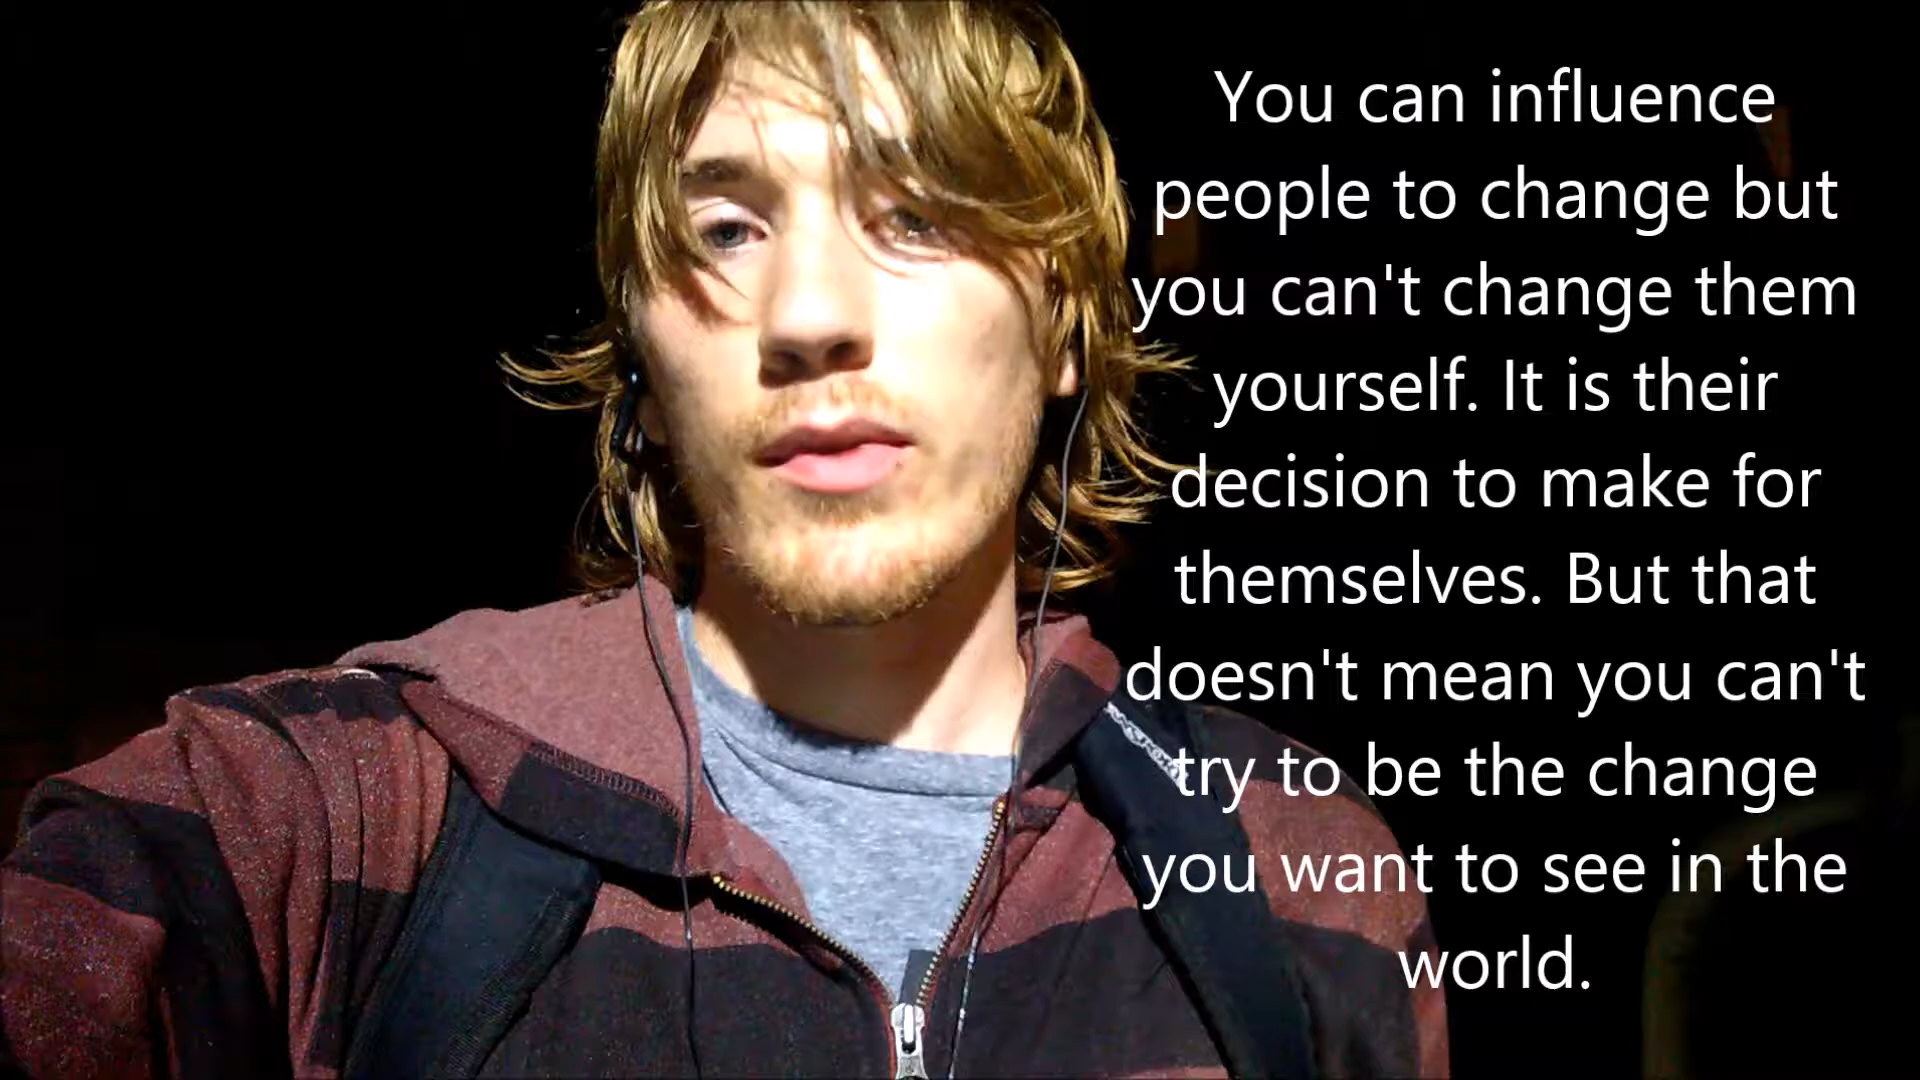 You can influence
people to change but
you can't change them
yourself. It is their
decision to make for
themselves. But that
doesn't mean you can't
try to be the change
you want to see in the
world.